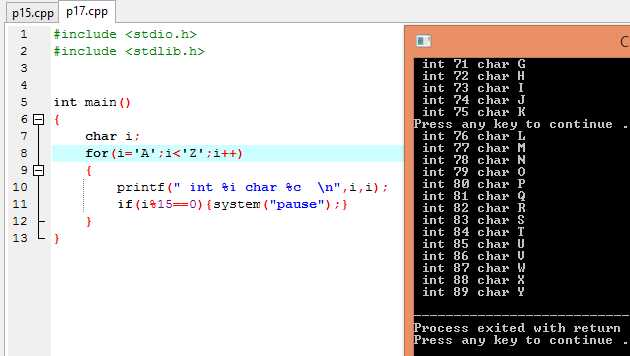 p15.cpp p17.cpp
1 #include <stdio.h>
2 #include <stdlib.h>
3
4
5 int main()
6 {
7 char i;
8 for(i='A';i<'Z';i++)
9 {
10 printf(" int %i char %c  \n",i,i);
11 if(i%15==0){system("pause");}
12 }
13 }
C
int 71 char G
int 72 char H
int 73 char I
int 74 char J
int 75 char K
Press any key to continue .
int 76 char L
int 77 char M
int 78 char N
int 79 char O
int 80 char P
int 81 char Q
int 82 char R
int 83 char S
int 84 char T
int 85 char U
int 86 char V
int 87 char W
int 88 char X
int 89 char Y
Process exited with return
Press any key to continue .